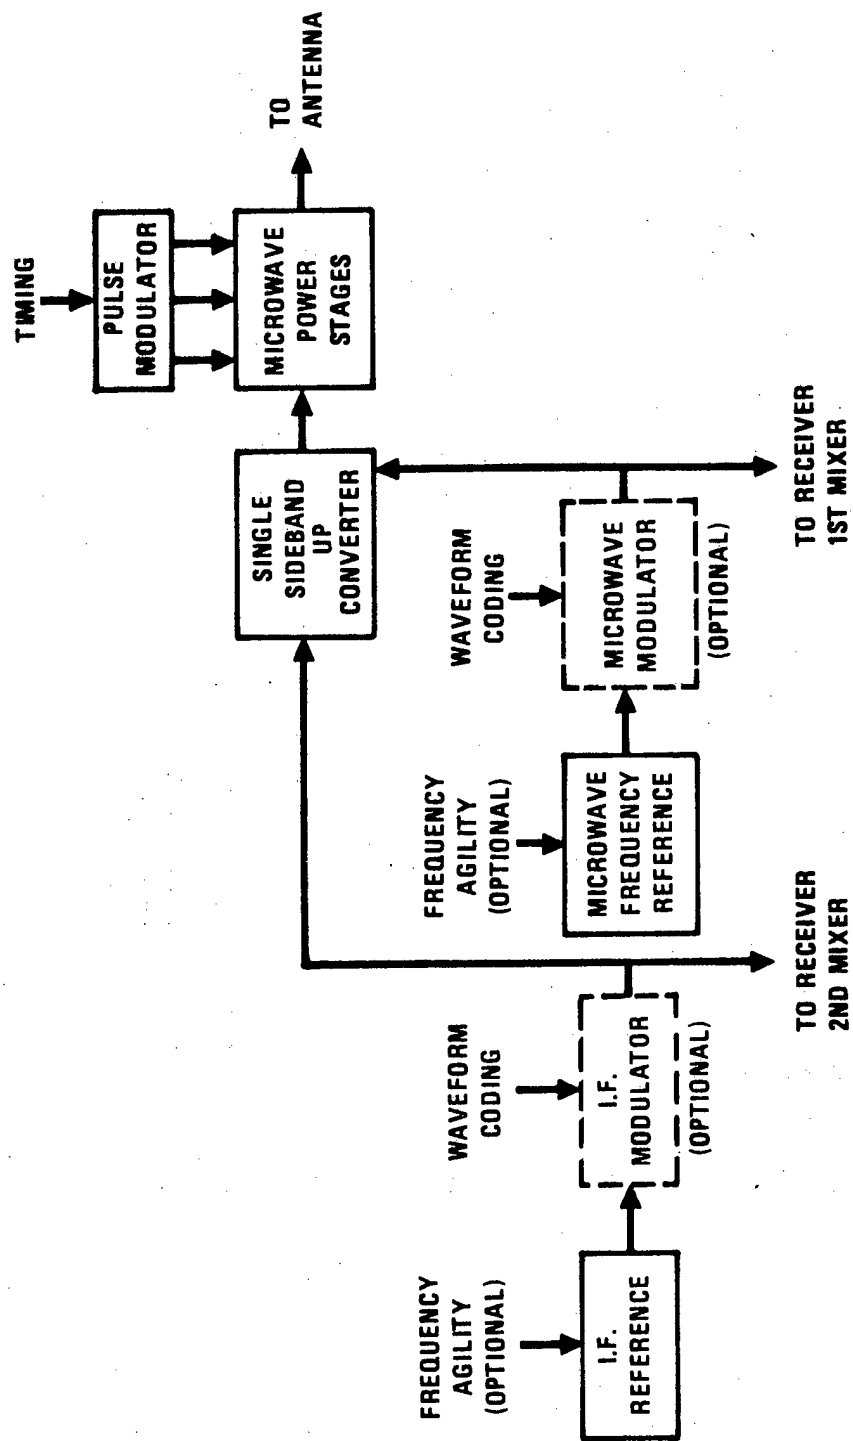 TIMING
PULSE
MODULATOR
MICROWAVE
POWER
STAGES
TO
ANTENNA
SINGLE
SIDEBAND
UP
CONVERTER
FREQUENCY
AGILITY
(OPTIONAL)
I.F.
REFERENCE
WAVEFORM
CODING
I.F.
MODULATOR
(OPTIONAL)
TO RECEIVER
2ND MIXER
FREQUENCY
AGILITY
(OPTIONAL)
MICROWAVE
FREQUENCY
REFERENCE
WAVEFORM
CODING
MICROWAVE
MODULATOR
(OPTIONAL)
TO RECEIVER
1ST MIXER